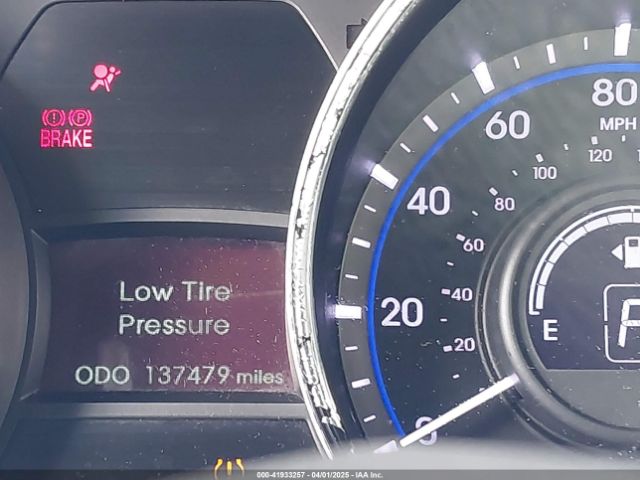 (!) (P)
BRAKE
Low Tire
Pressure
ODO 137479 miles
80
MPH
60
120
100
40
80
60
20
40
20
0
E
P
000-41933257 - 04/01/2025 - IAA Inc.